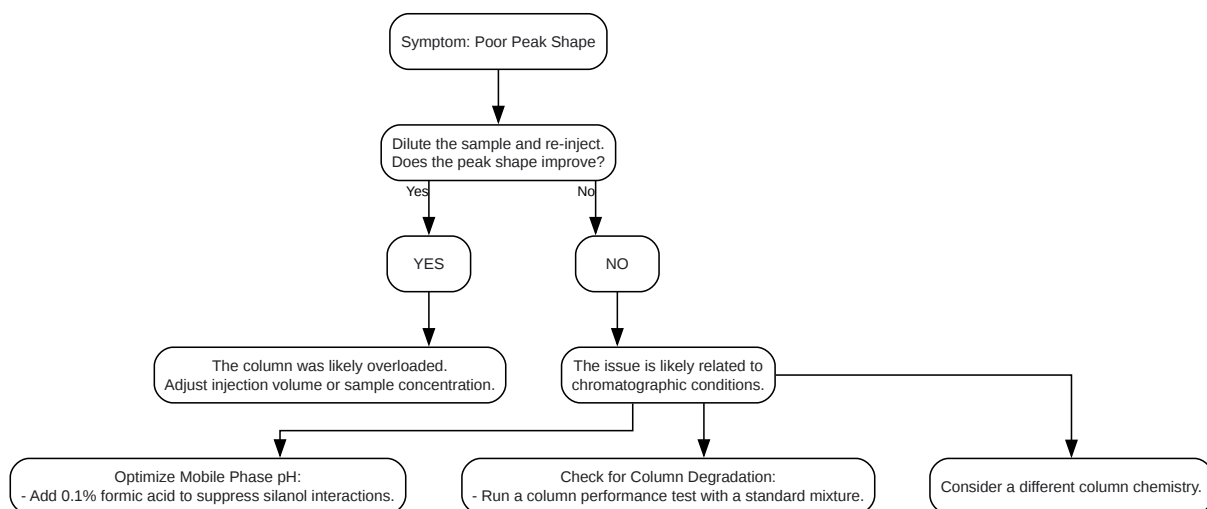 Symptom: Poor Peak Shape
Dilute the sample and re-inject.
Does the peak shape improve?
Yes
No
YES
NO
The column was likely overloaded.
Adjust injection volume or sample concentration.
The issue is likely related to
chromatographic conditions.
Optimize Mobile Phase pH:
- Add 0.1% formic acid to suppress silanol interactions.
Check for Column Degradation:
- Run a column performance test with a standard mixture.
Consider a different column chemistry.